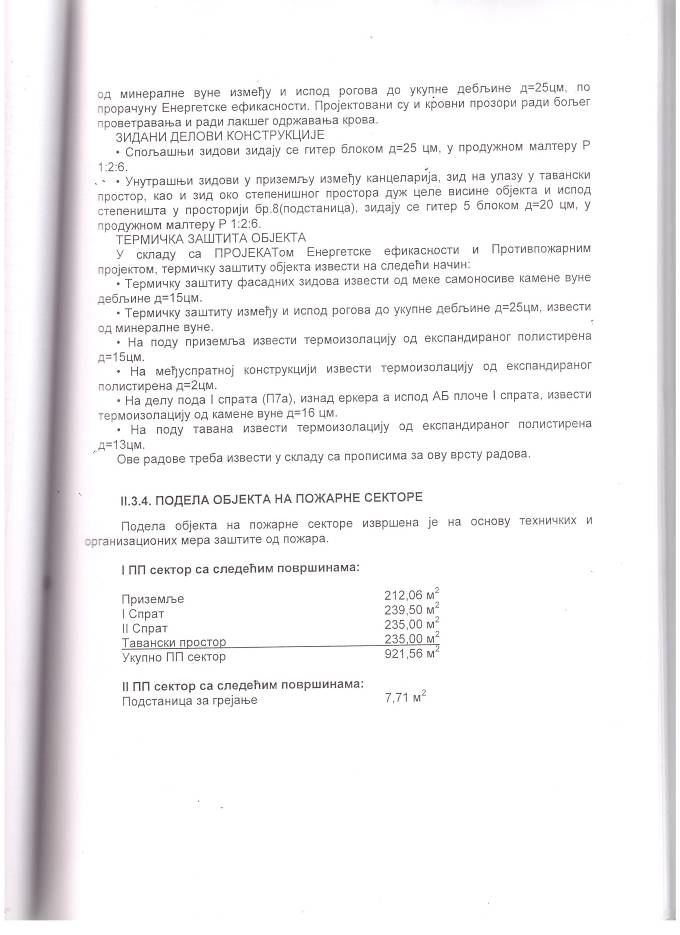 од минералне вуне између и испод рогова до укупне дебљине д=25цм, по
прорачуну Енергетске ефикасности. Пројектовани су и кровни прозори ради бољег
проветравања и ради лакшег одржавања крова.
ЗИДАНИ ДЕЛОВИ КОНСТРУКЦИЈЕ
• Спољашњи зидови зидају се гитер блоком д=25 цм, у продужном малтеру Р
1:2:6.
• Унутрашњи зидови у приземљу између канцеларија, зид на улазу у тавански
простор, као и зид око степенишног простора дуж целе висине објекта и испод
степеништа у просторији бр.8(подстаница), зидају се гитер 5 блоком д=20 цм, у
продужном малтеру Р 1:2:6.
ТЕРМИЧКА ЗАШТИТА ОБЈЕКТА
У складу са ПРОЈЕКАТом Енергетске ефикасности и Противпожарним
пројектом, термичку заштиту објекта извести на следећи начин:
• Термичку заштиту фасадних зидова извести од меке самоносиве камене вуне
дебљине д=15цм.
• Термичку заштиту између и испод рогова до укупне дебљине д=25цм, извести
од минералне вуне.
• На поду приземља извести термоизолацију од експандираног полистирена
д=15цм.
• На међуспратној конструкцији извести термоизолацију од експандираног
полистирена д=2цм.
• На делу пода I спрата (П7а), изнад еркера а испод АБ плоче I спрата, извести
термоизолацију од камене вуне д=16 цм.
• На поду тавана извести термоизолацију од експандираног полистирена
д=13цм.
Ове радове треба извести у складу са прописима за ову врсту радова.
II.3.4. ПОДЕЛА ОБЈЕКТА НА ПОЖАРНЕ СЕКТОРЕ
Подела објекта на пожарне секторе извршена је на основу техничких и
организационих мера заштите од пожара.
I ПП сектор са следећим површинама:
Приземље 212,06 м²
I Спрат 239,50 м²
II Спрат 235,00 м²
Тавански простор 235,00 м²
Укупно ПП сектор 921,56 м²
II ПП сектор са следећим површинама:
Подстаница за грејање 7,71 м²